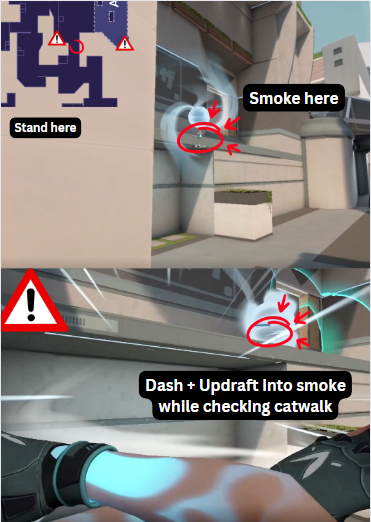 A
Smoke here
Stand here
Dash + Updraft into smoke
while checking catwalk